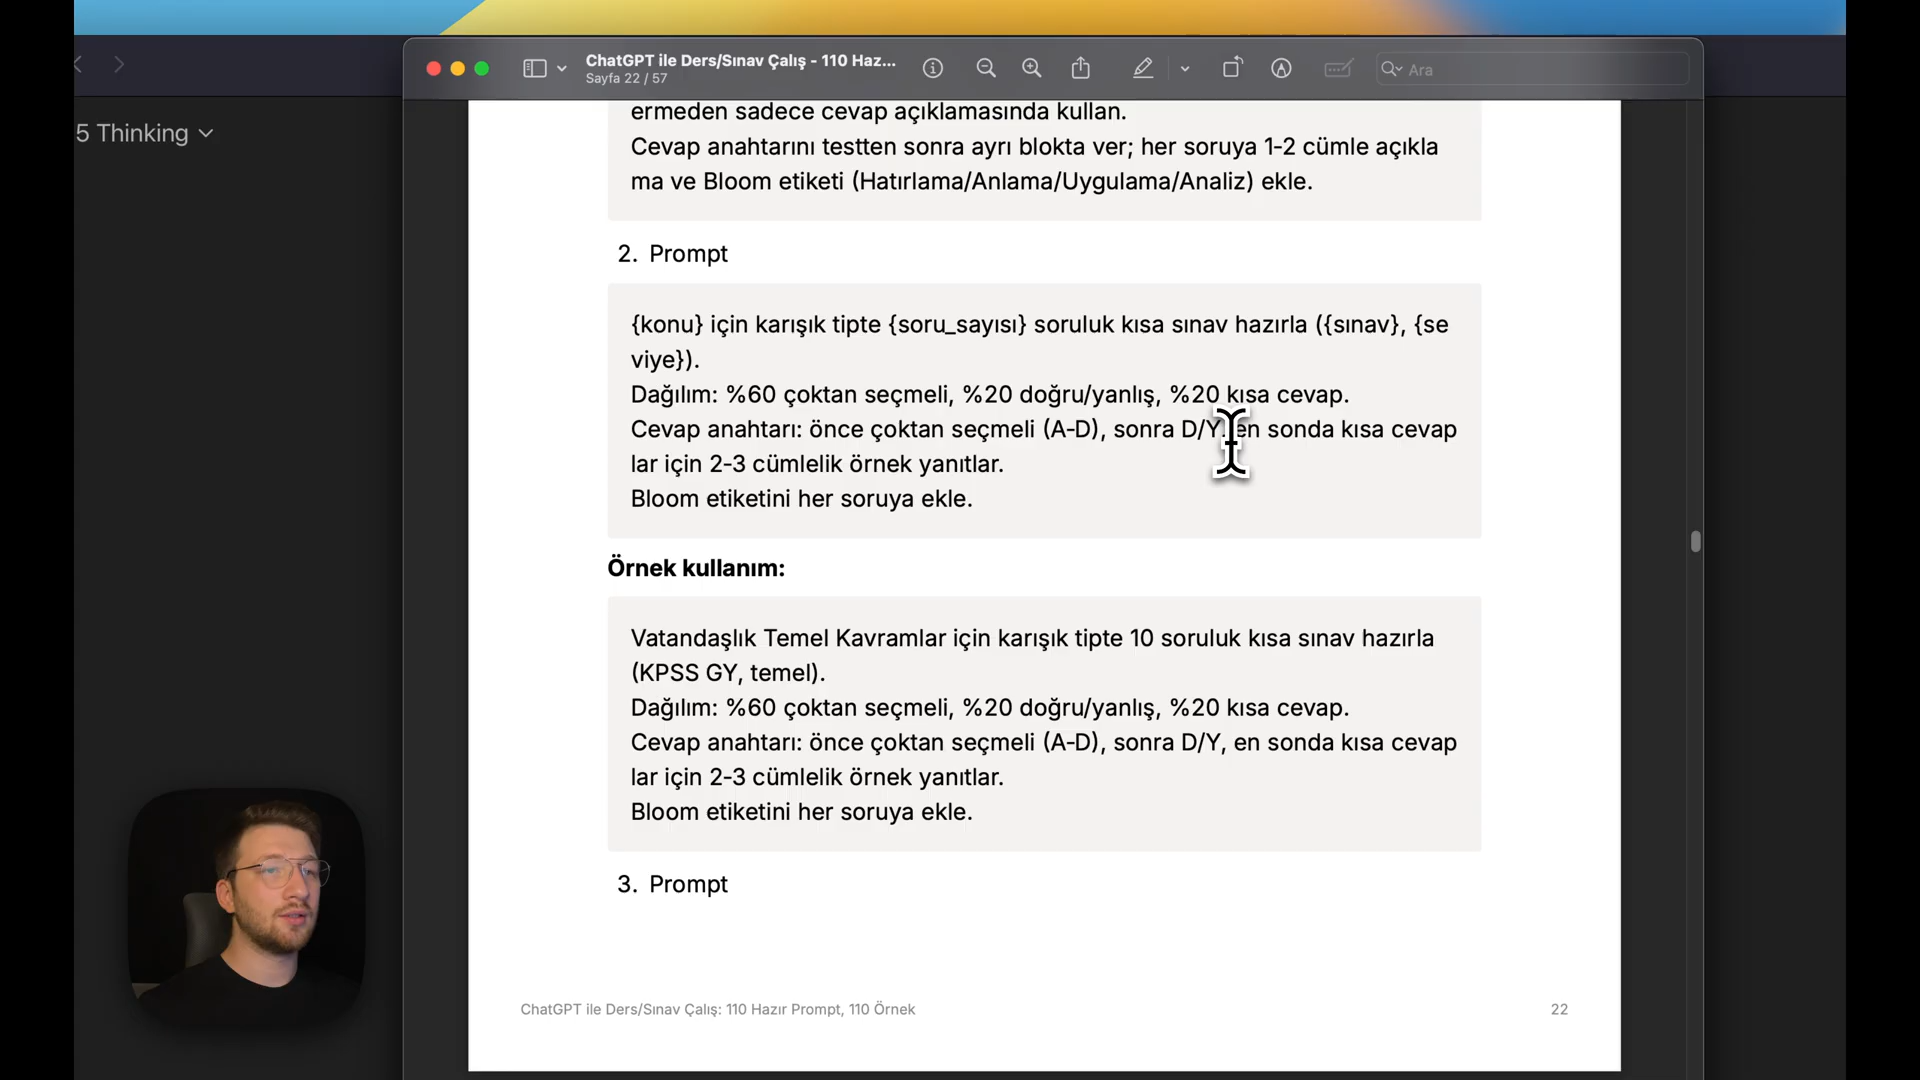 ChatGPT ile Ders/Sınav Çalış - 110 Haz...
Sayfa 22 / 57
Ara
5 Thinking
ermeden sadece cevap açıklamasında kullan.
Cevap anahtarını testten sonra ayrı blokta ver; her soruya 1-2 cümle açıkla
ma ve Bloom etiketi (Hatırlama/Anlama/Uygulama/Analiz) ekle.
2. Prompt
{konu} için karışık tipte {soru_sayısı} soruluk kısa sınav hazırla ({sınav}, {se
viye}).
Dağılım: %60 çoktan seçmeli, %20 doğru/yanlış, %20 kısa cevap.
Cevap anahtarı: önce çoktan seçmeli (A-D), sonra D/Y, en sonda kısa cevap
lar için 2-3 cümlelik örnek yanıtlar.
Bloom etiketini her soruya ekle.
Örnek kullanım:
Vatandaşlık Temel Kavramlar için karışık tipte 10 soruluk kısa sınav hazırla
(KPSS GY, temel).
Dağılım: %60 çoktan seçmeli, %20 doğru/yanlış, %20 kısa cevap.
Cevap anahtarı: önce çoktan seçmeli (A-D), sonra D/Y, en sonda kısa cevap
lar için 2-3 cümlelik örnek yanıtlar.
Bloom etiketini her soruya ekle.
3. Prompt
ChatGPT ile Ders/Sınav Çalış: 110 Hazır Prompt, 110 Örnek
22